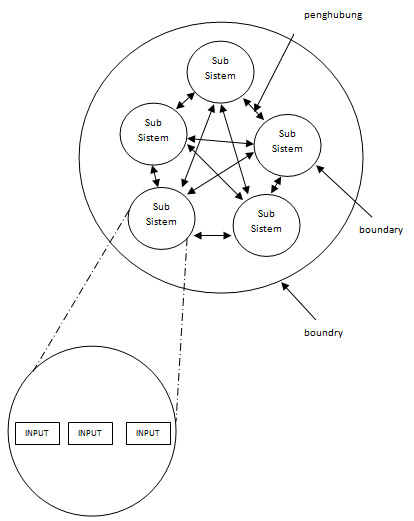 penghubung
Sub
Sistem
Sub
Sistem
Sub
Sistem
Sub
Sistem
Sub
Sistem
boundary
boundry
INPUT INPUT INPUT